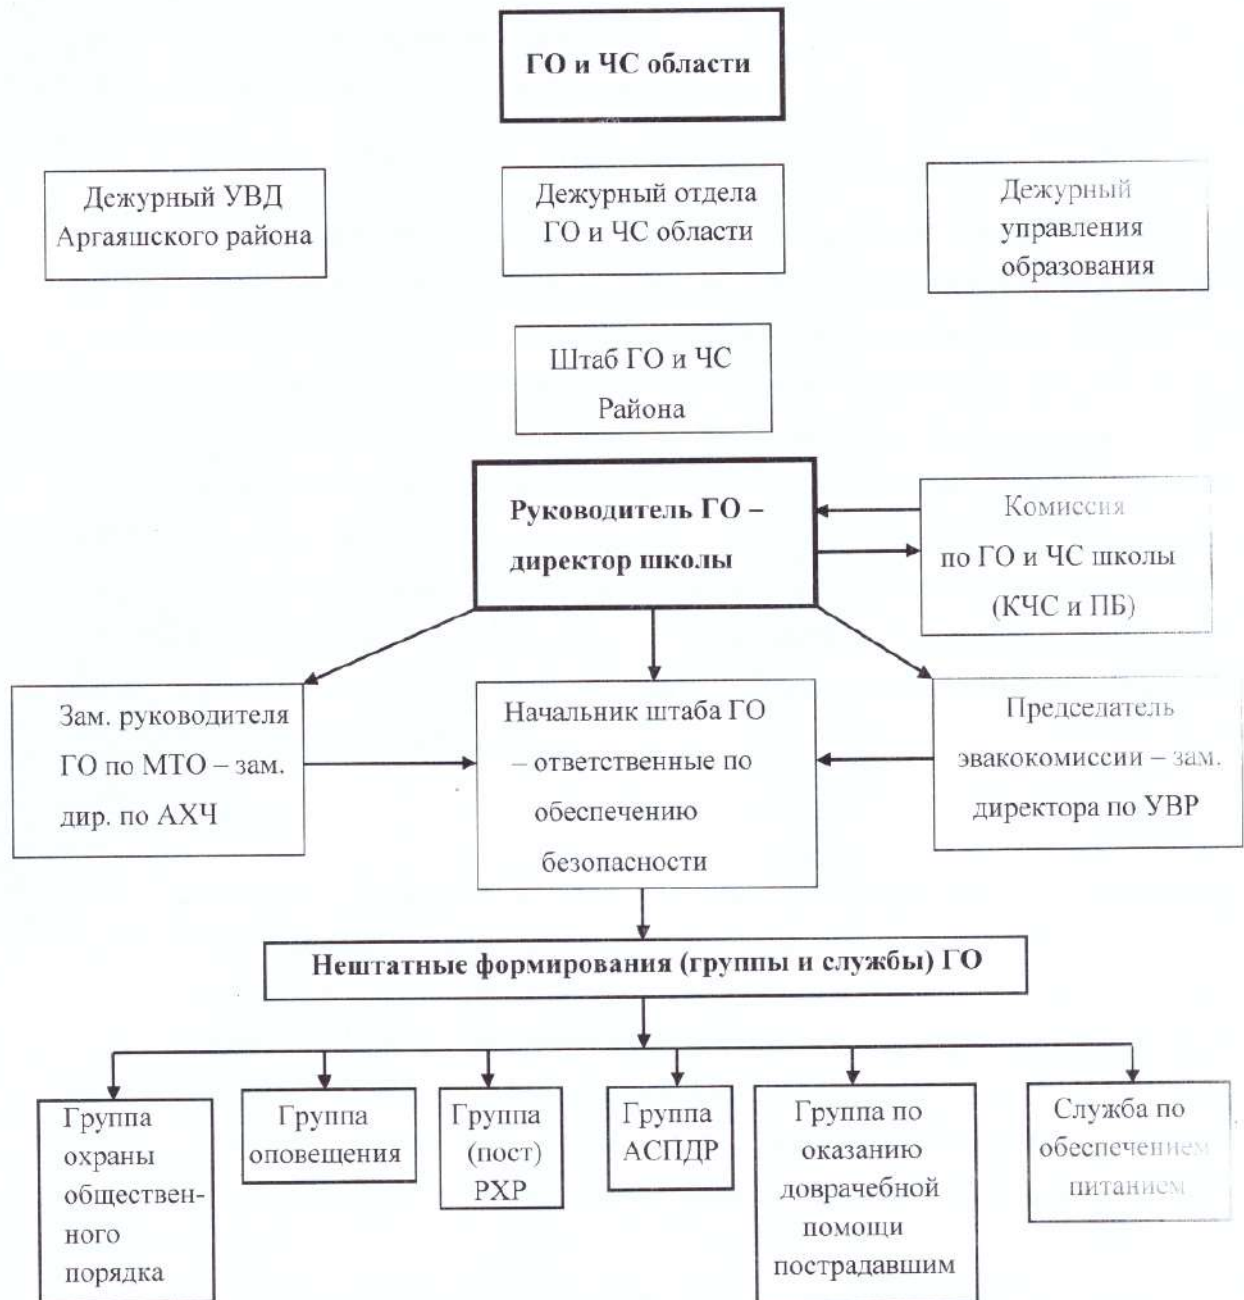 ГО и ЧС области
Дежурный УВД
Аргаяшского района
Дежурный отдела
ГО и ЧС области
Дежурный
управления
образования
Штаб ГО и ЧС
Района
Руководитель ГО –
директор школы
Комиссия
по ГО и ЧС школы
(КЧС и ПБ)
Зам. руководителя
ГО по МТО – зам.
дир. по АХЧ
Начальник штаба ГО
– ответственные по
обеспечению
безопасности
Председатель
эвакокомиссии – зам.
директора по УВР
Нештатные формирования (группы и службы) ГО
Группа
охраны
обществен-
ного
порядка
Группа
оповещения
Группа
(пост)
РХР
Группа
АСПДР
Группа по
оказанию
доврачебной
помощи
пострадавшим
Служба по
обеспечением
питанием